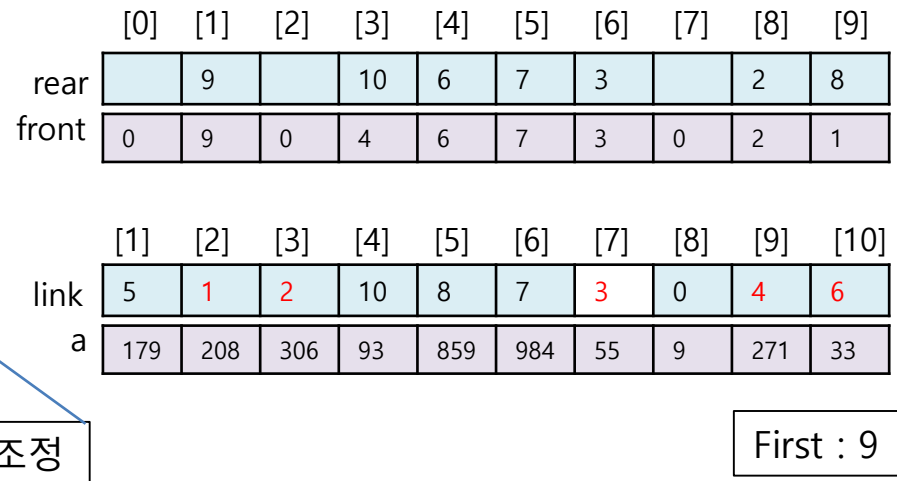 [0] [1] [2] [3] [4] [5] [6] [7] [8] [9]
rear 9 10 6 7 3 2 8
front 0 9 0 4 6 7 3 0 2 1
[1] [2] [3] [4] [5] [6] [7] [8] [9] [10]
link 5 1 2 10 8 7 3 0 4 6
a 179 208 306 93 859 984 55 9 271 33
조정
First : 9